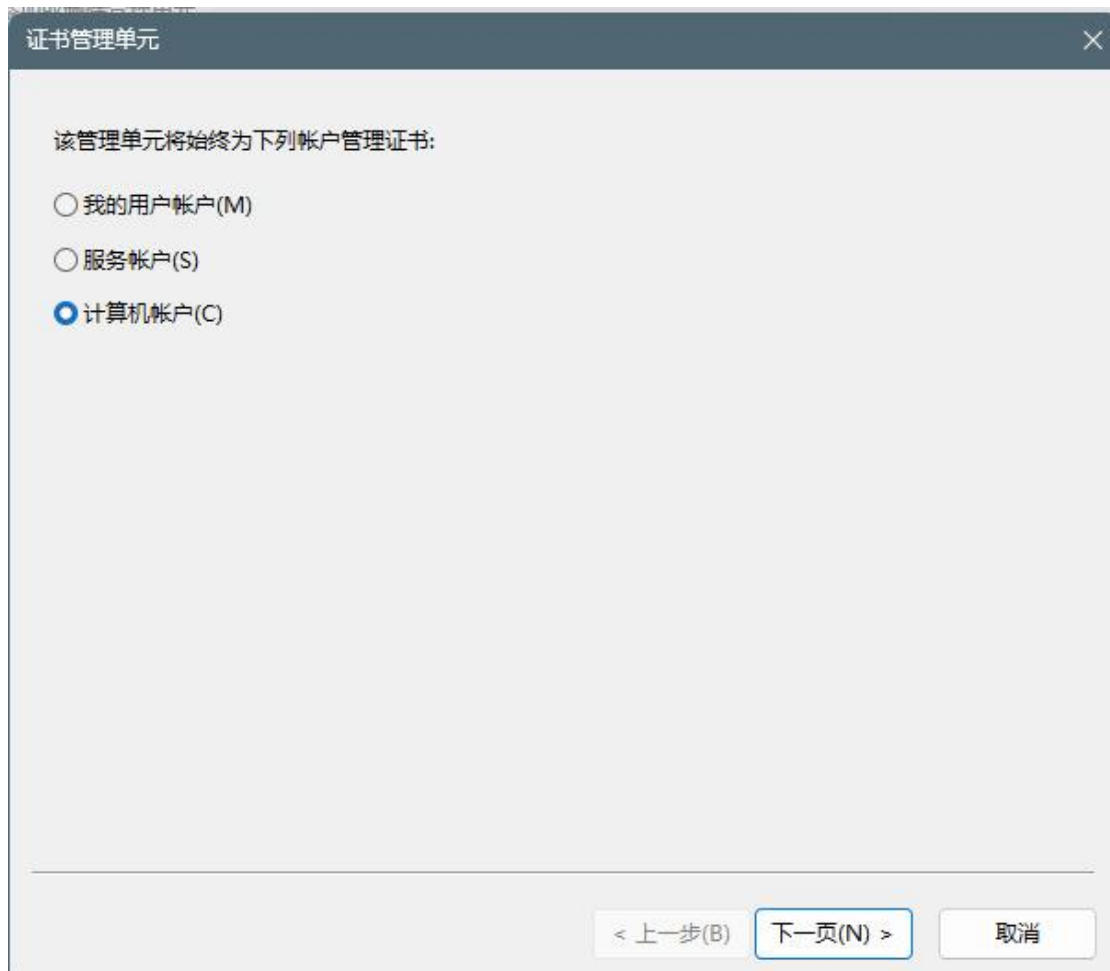 证书管理单元
该管理单元将始终为下列帐户管理证书:
我的用户帐户(M)
服务帐户(S)
计算机帐户(C)
< 上一步(B)
下一页(N) >
取消